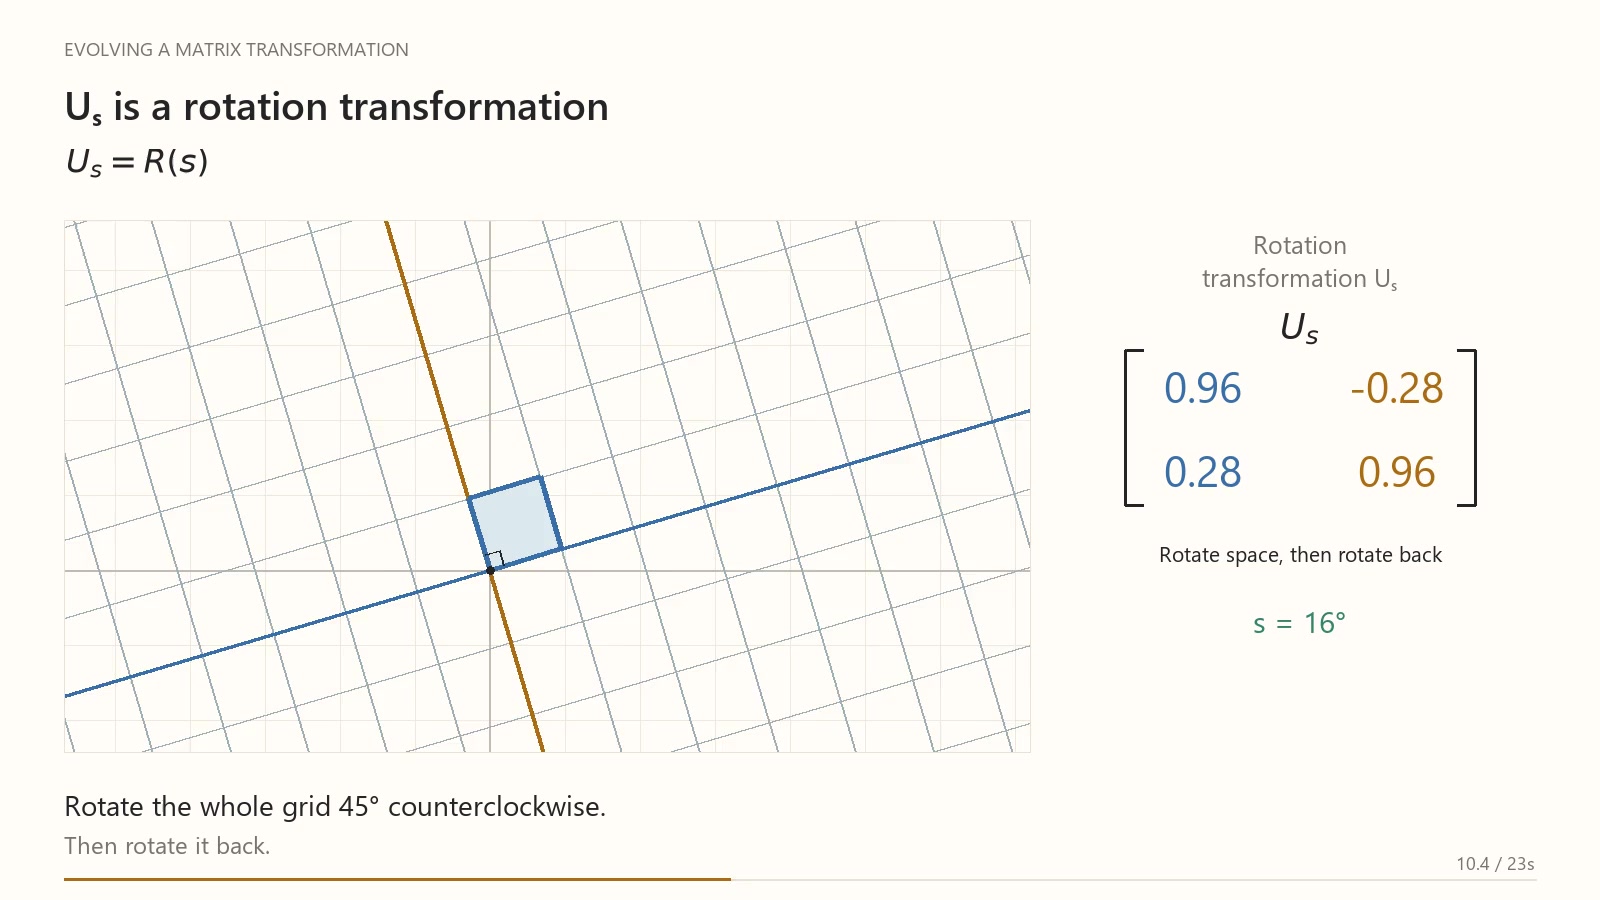 EVOLVING A MATRIX TRANSFORMATION
Uₛ is a rotation transformation
Uₛ = R(s)
Rotation
transformation Uₛ
Uₛ
0.96 -0.28
0.28 0.96
Rotate space, then rotate back
s = 16°
Rotate the whole grid 45° counterclockwise.
Then rotate it back.
10.4 / 23s